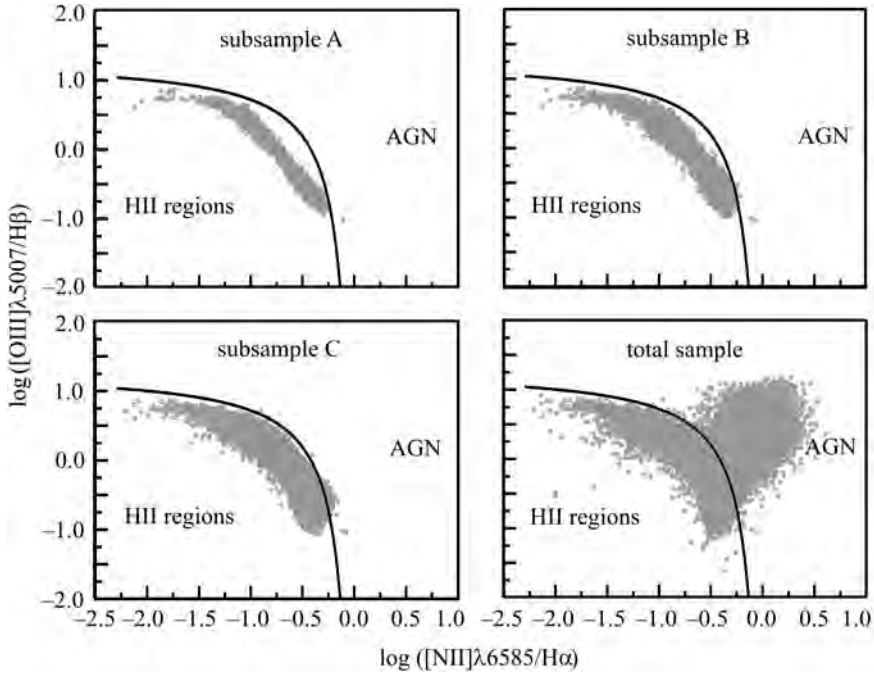 subsample A
subsample B
2.0
1.0
0.0
−1.0
−2.0
AGN
HII regions
AGN
HII regions
subsample C
total sample
2.0
1.0
0.0
−1.0
−2.0
AGN
HII regions
AGN
HII regions
−2.5 −2.0 −1.5 −1.0 −0.5 0.0 0.5 1.0
−2.5 −2.0 −1.5 −1.0 −0.5 0.0 0.5 1.0
log ([OIII]λ5007/Hβ)
log ([NII]λ6585/Hα)